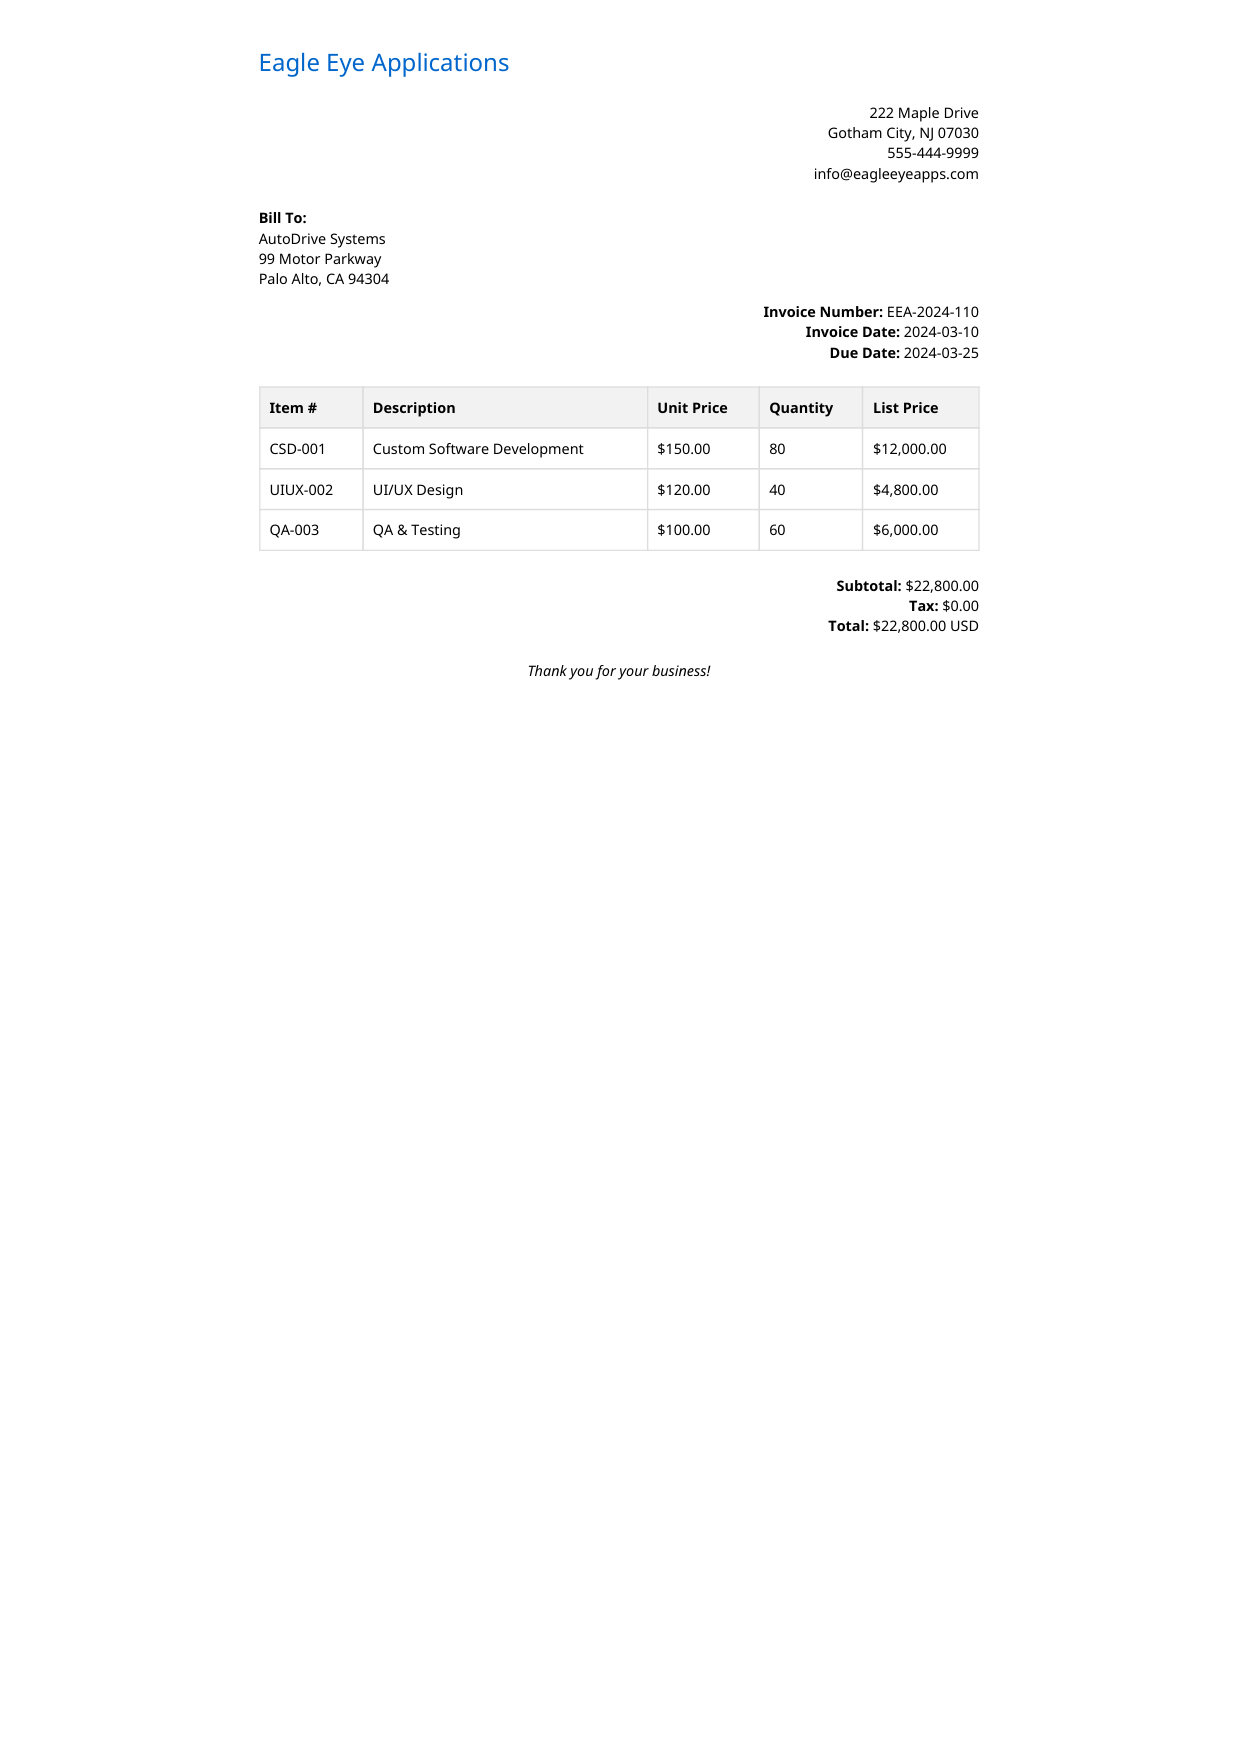 Eagle Eye Applications
222 Maple Drive
Gotham City, NJ 07030
555-444-9999
info@eagleeyeapps.com
Bill To:
AutoDrive Systems
99 Motor Parkway
Palo Alto, CA 94304
Invoice Number: EEA-2024-110
Invoice Date: 2024-03-10
Due Date: 2024-03-25
Item # Description Unit Price Quantity List Price
CSD-001 Custom Software Development $150.00 80 $12,000.00
UIUX-002 UI/UX Design $120.00 40 $4,800.00
QA-003 QA & Testing $100.00 60 $6,000.00
Subtotal: $22,800.00
Tax: $0.00
Total: $22,800.00 USD
Thank you for your business!